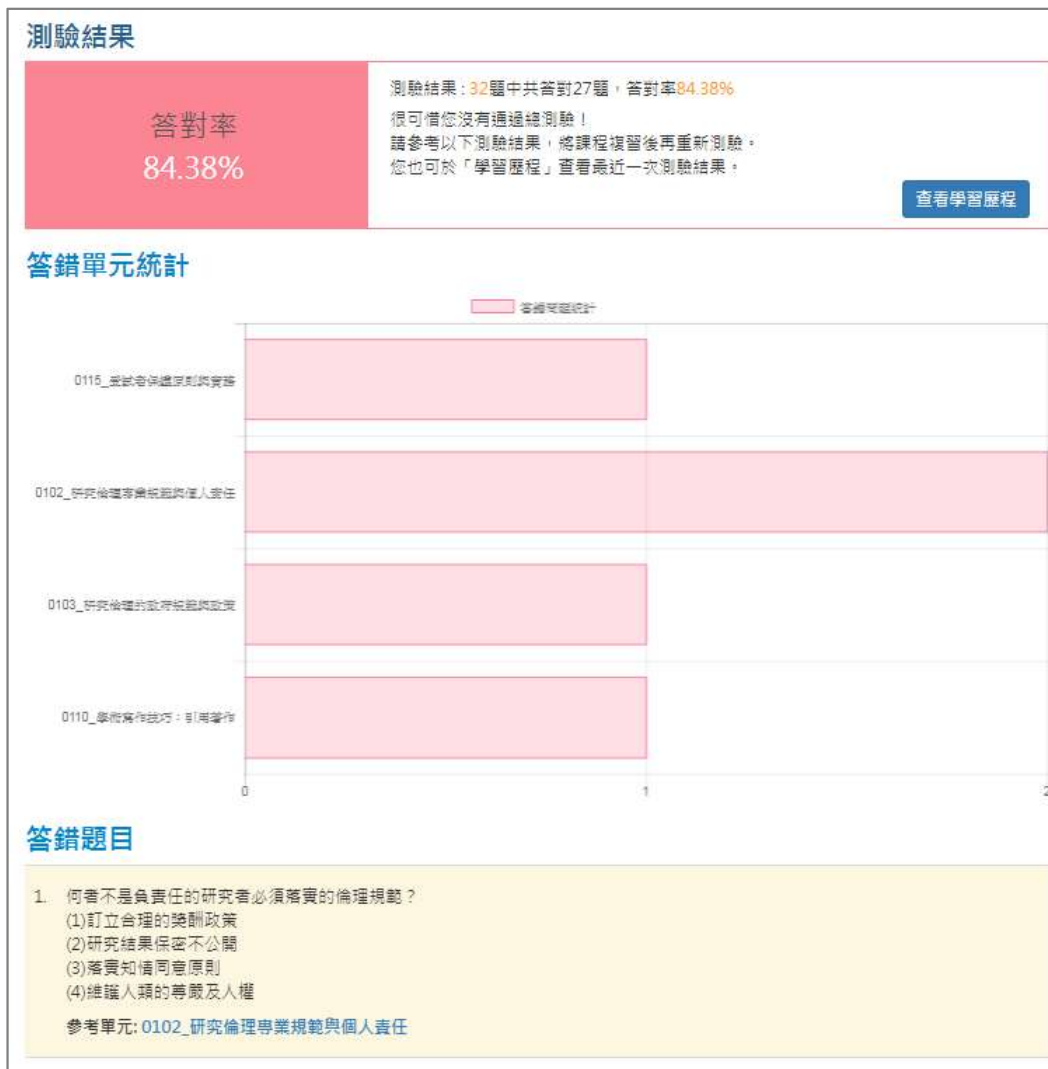 測驗結果
答對率
84.38%
測驗結果 : 32題中共答對27題，答對率84.38%
很可惜您沒有通過總測驗！
請參考以下測驗結果，將課程複習後再重新測驗。
您也可於「學習歷程」查看最近一次測驗結果。
查看學習歷程
答錯單元統計
答錯問題統計
0115_受試者保護原則與實務
0102_研究倫理專業規範與個人責任
0103_研究倫理的政府規範與政策
0110_學術寫作技巧：引用著作
0
1
2
答錯題目
1. 何者不是負責任的研究者必須落實的倫理規範？
(1)訂立合理的獎酬政策
(2)研究結果保密不公開
(3)落實知情同意原則
(4)維護人類的尊嚴及人權
參考單元: 0102_研究倫理專業規範與個人責任